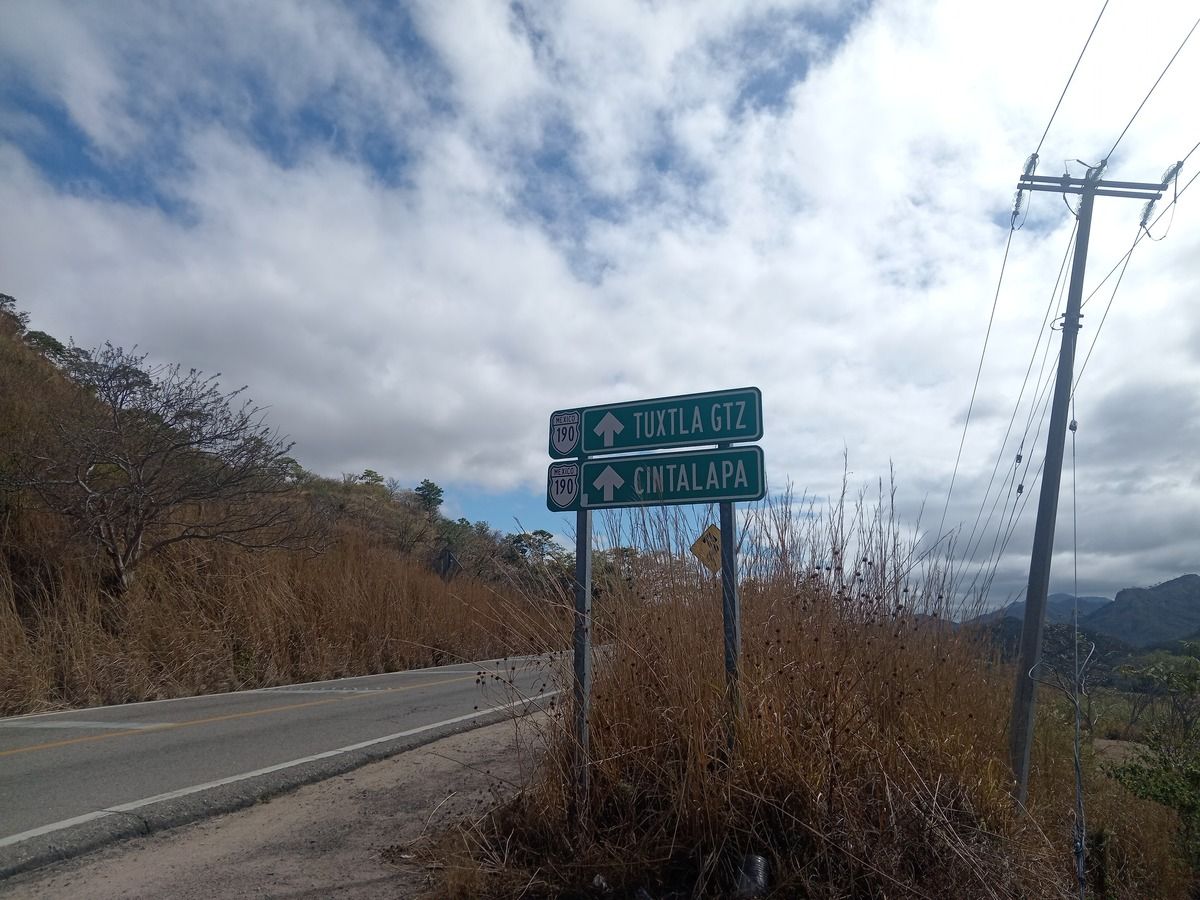 MEXICO
190
TUXTLA GTZ
MEXICO
190
CINTALAPA